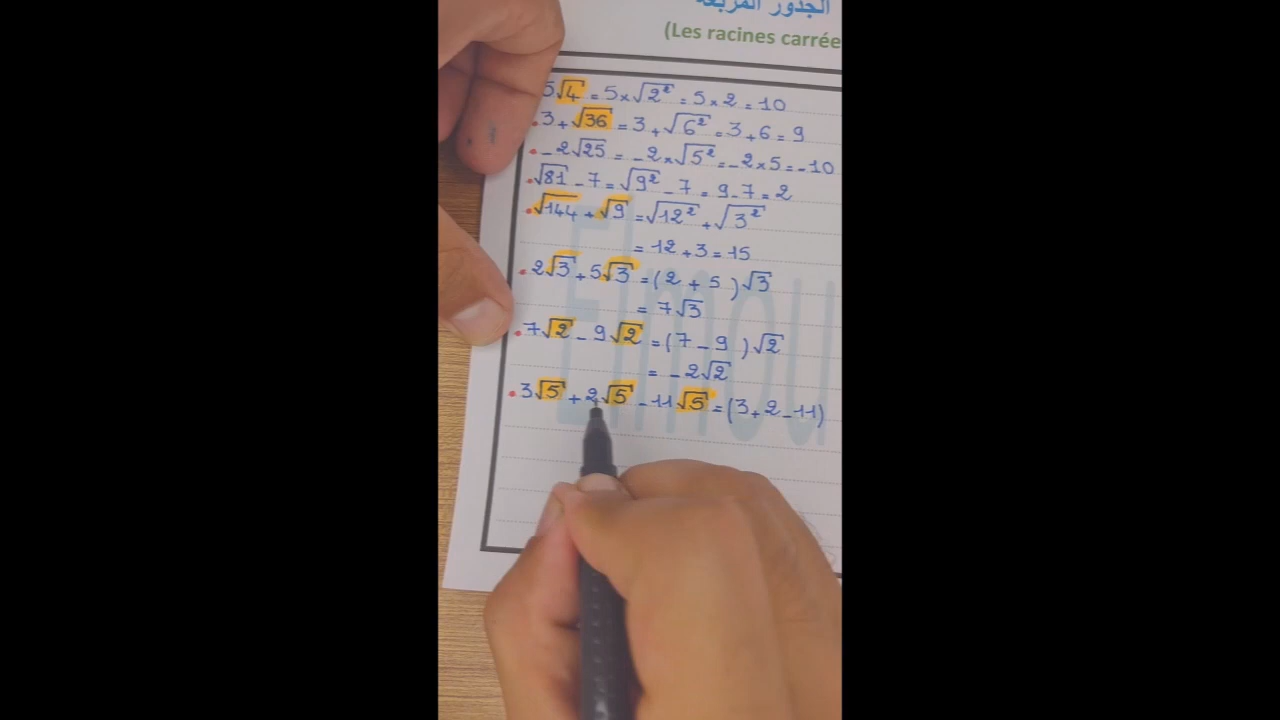 الجذور المربعة
(Les racines carrée
5√4 = 5×√2² = 5×2 = 10
.3+√36 = 3+√6² = 3+6 = 9
.-2√25 = -2×√5² = -2×5 = -10
.√81 -7 = √9² -7 = 9-7 = 2
.√144 + √9 = √12² + √3²
= 12+3 = 15
.2√3 + 5√3 = (2 + 5 )√3
= 7√3
.7√2 - 9√2 = (7 - 9 )√2
= -2√2
.3√5 + 2√5 - 11√5 = (3+2-11)